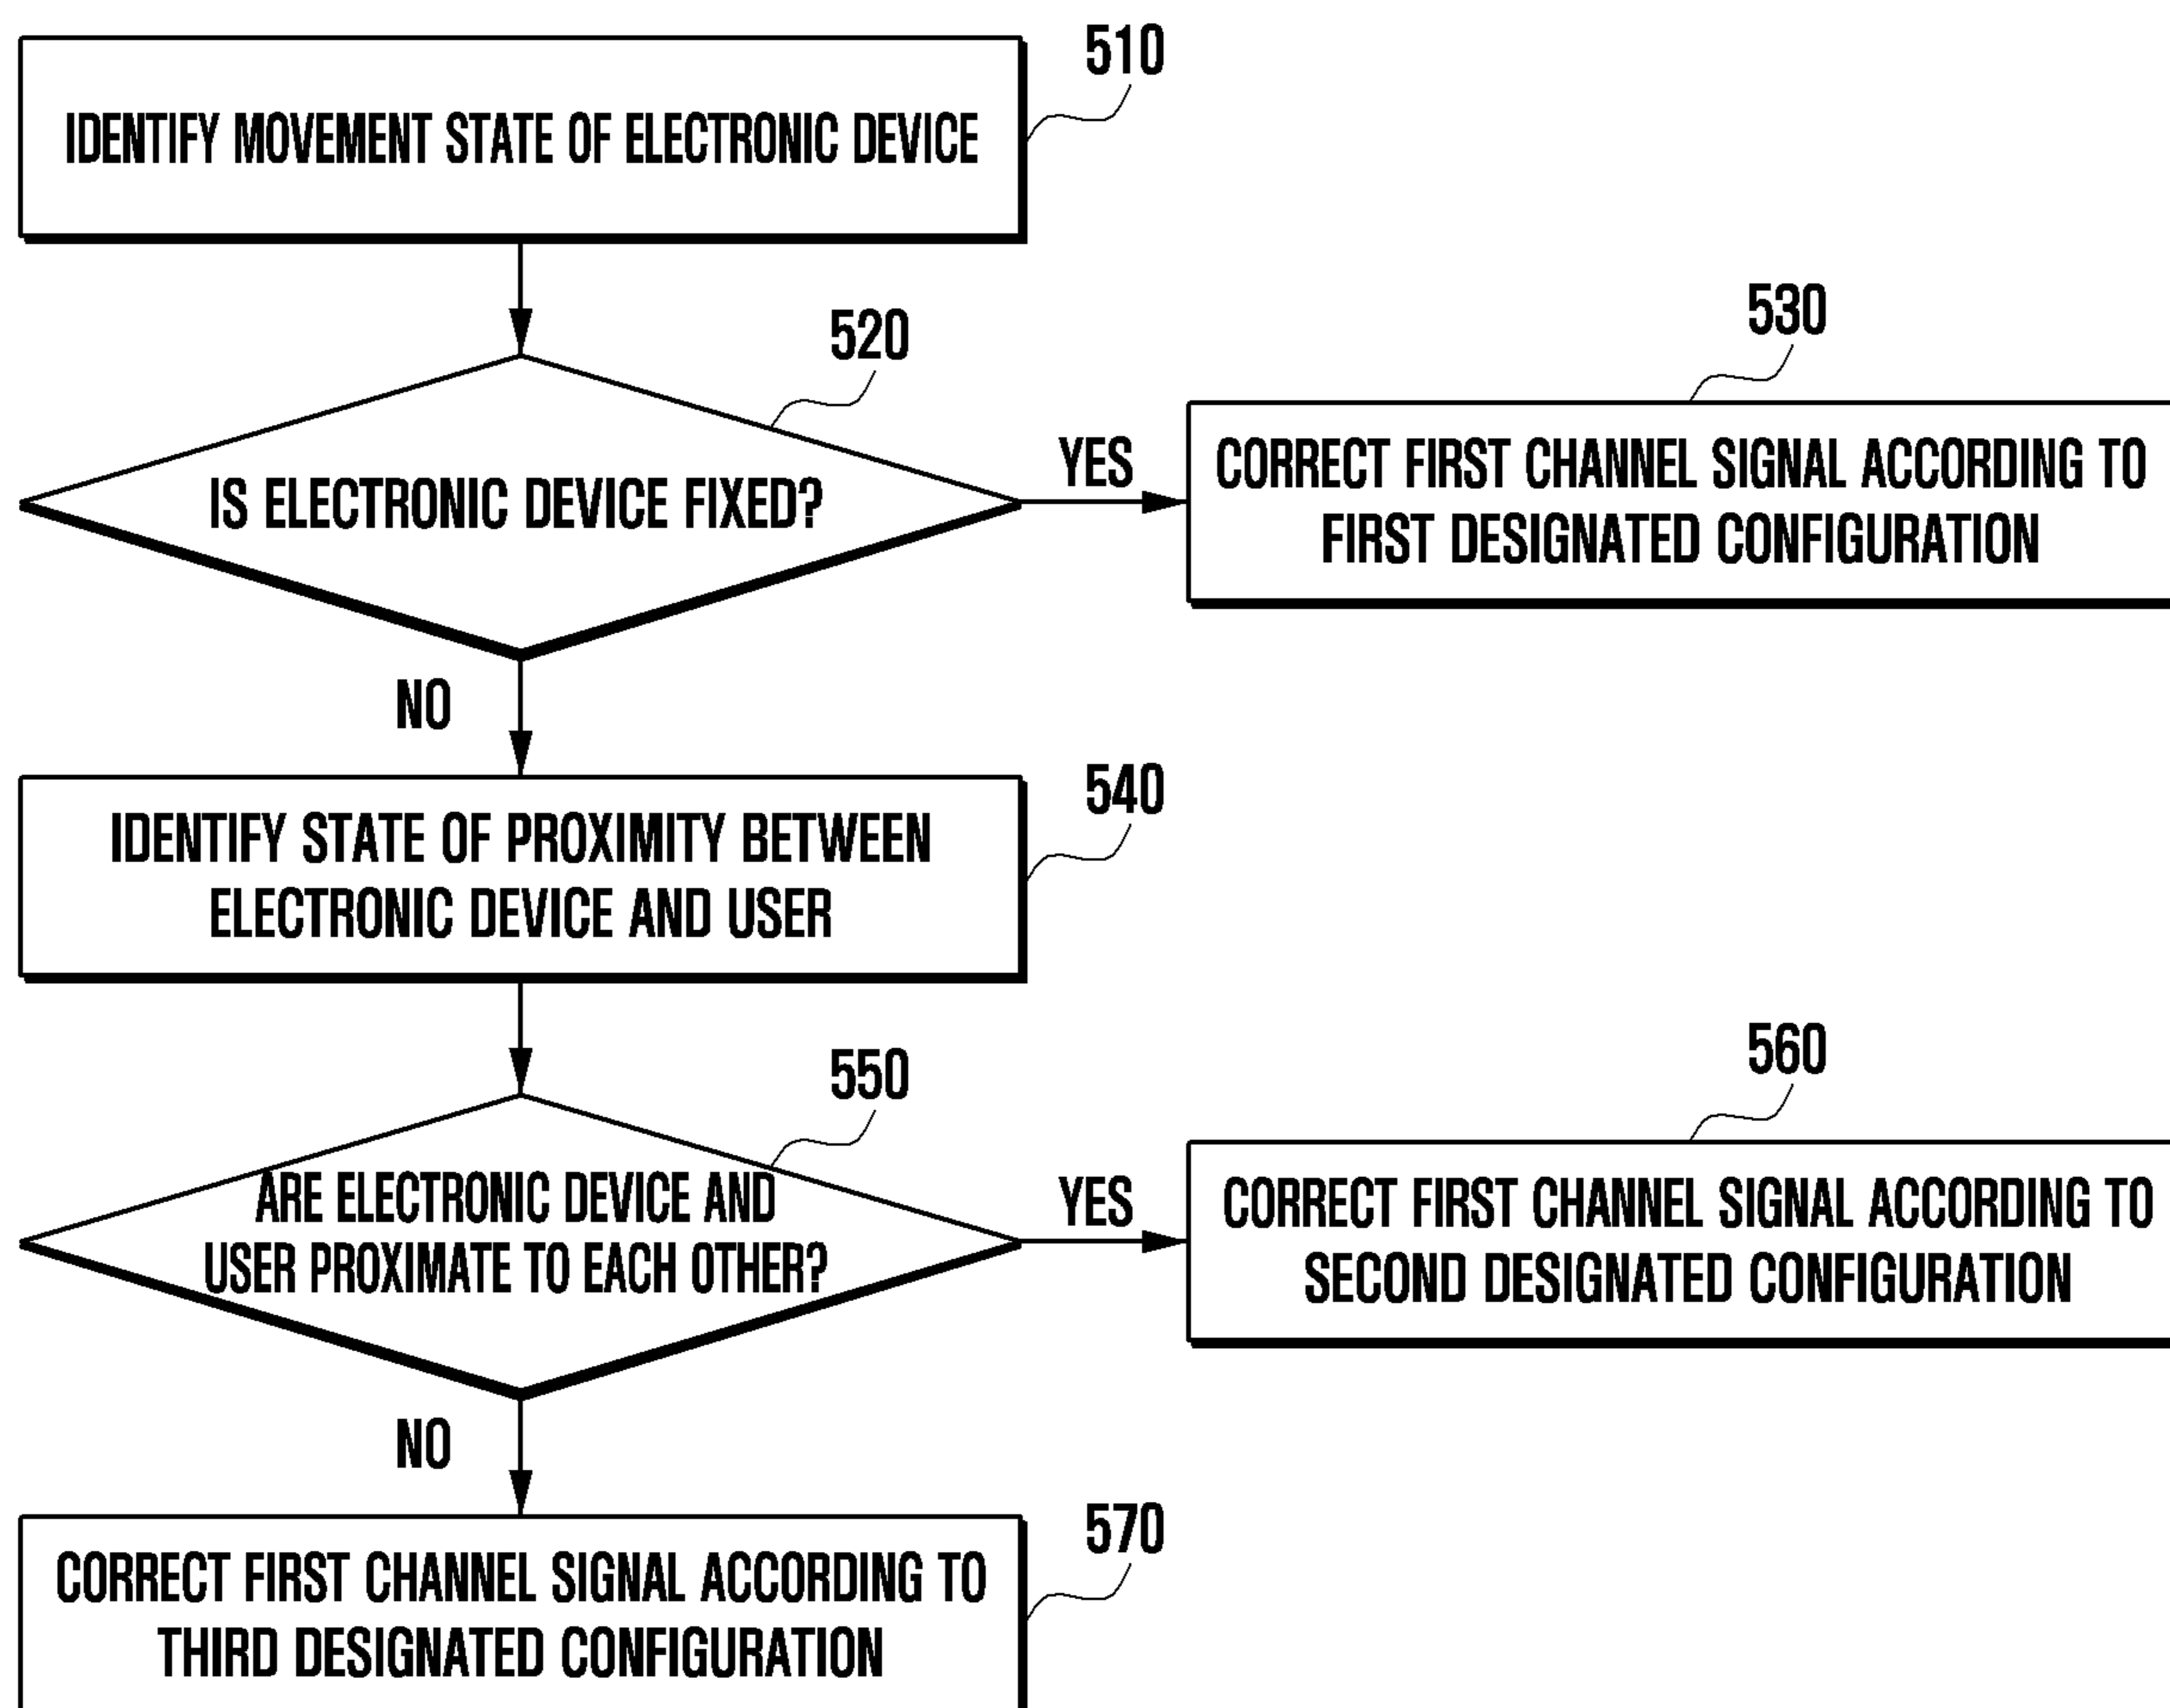 510
IDENTIFY MOVEMENT STATE OF ELECTRONIC DEVICE
520
IS ELECTRONIC DEVICE FIXED?
YES
530
CORRECT FIRST CHANNEL SIGNAL ACCORDING TO
FIRST DESIGNATED CONFIGURATION
NO
540
IDENTIFY STATE OF PROXIMITY BETWEEN
ELECTRONIC DEVICE AND USER
550
ARE ELECTRONIC DEVICE AND
USER PROXIMATE TO EACH OTHER?
YES
560
CORRECT FIRST CHANNEL SIGNAL ACCORDING TO
SECOND DESIGNATED CONFIGURATION
NO
570
CORRECT FIRST CHANNEL SIGNAL ACCORDING TO
THIRD DESIGNATED CONFIGURATION